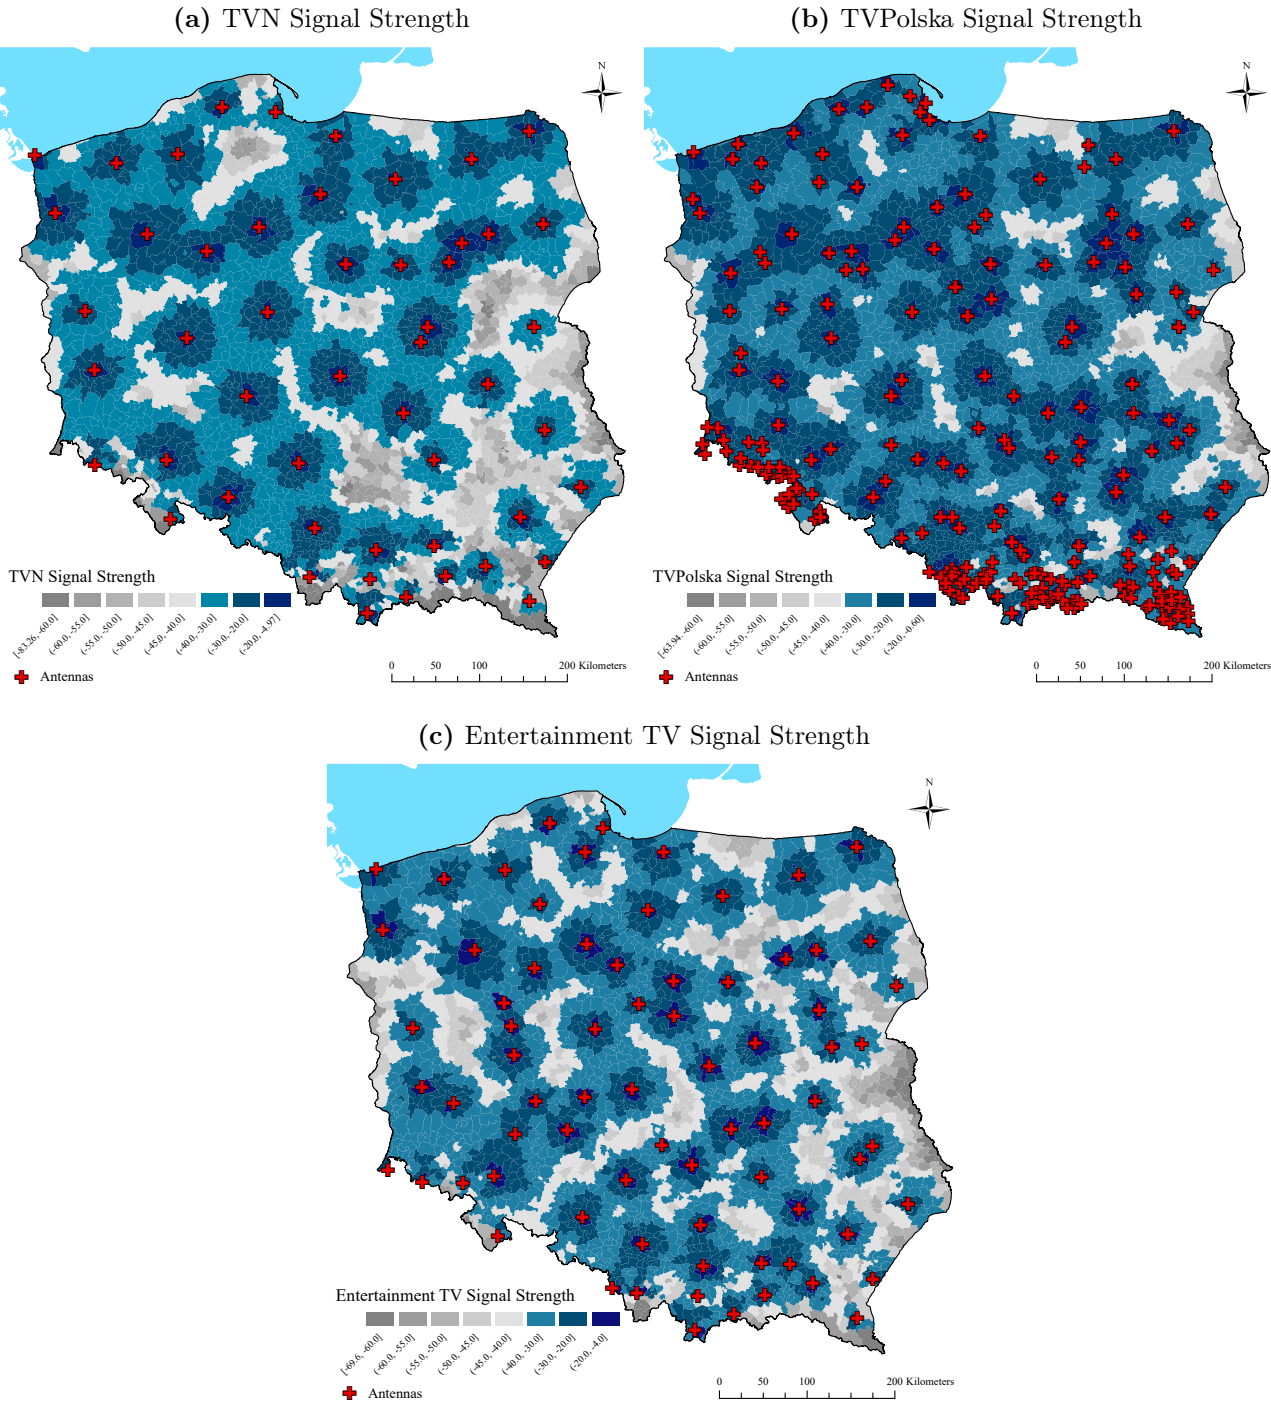 (a) TVN Signal Strength
N
TVN Signal Strength
[-83.26, -60.0]
(-60.0, -55.0]
(-55.0, -50.0]
(-50.0, -45.0]
(-45.0, -40.0]
(-40.0, -30.0]
(-30.0, -20.0]
(-20.0, -4.97]
Antennas
0 50 100 200 Kilometers
(b) TVPolska Signal Strength
N
TVPolska Signal Strength
[-63.94, -60.0]
(-60.0, -55.0]
(-55.0, -50.0]
(-50.0, -45.0]
(-45.0, -40.0]
(-40.0, -30.0]
(-30.0, -20.0]
(-20.0, -0.60]
Antennas
0 50 100 200 Kilometers
(c) Entertainment TV Signal Strength
N
Entertainment TV Signal Strength
[-69.6, -60.0]
(-60.0, -55.0]
(-55.0, -50.0]
(-50.0, -45.0]
(-45.0, -40.0]
(-40.0, -30.0]
(-30.0, -20.0]
(-20.0, -4.0]
Antennas
0 50 100 200 Kilometers